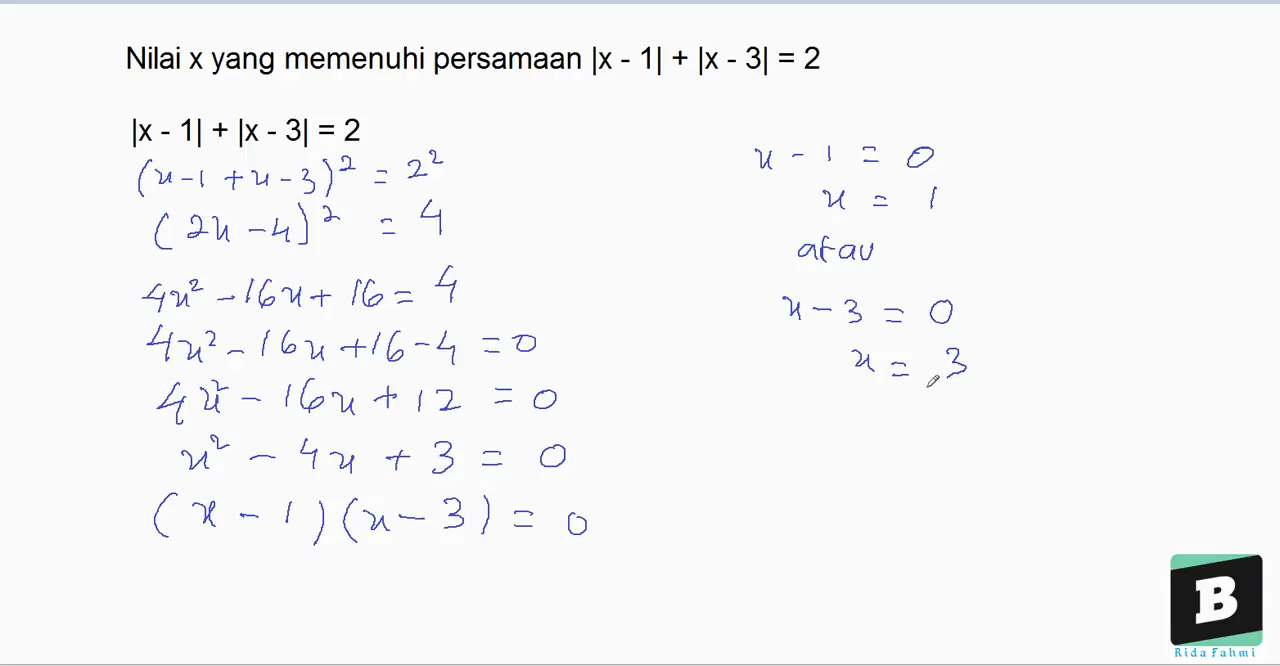 Nilai x yang memenuhi persamaan |x - 1| + |x - 3| = 2
|x - 1| + |x - 3| = 2
(x - 1 + x - 3)² = 2²
(2x - 4)² = 4
4x² - 16x + 16 = 4
4x² - 16x + 16 - 4 = 0
4x² - 16x + 12 = 0
x² - 4x + 3 = 0
(x - 1)(x - 3) = 0
x - 1 = 0
x = 1
atau
x - 3 = 0
x = 3
B
Rida Fahmi